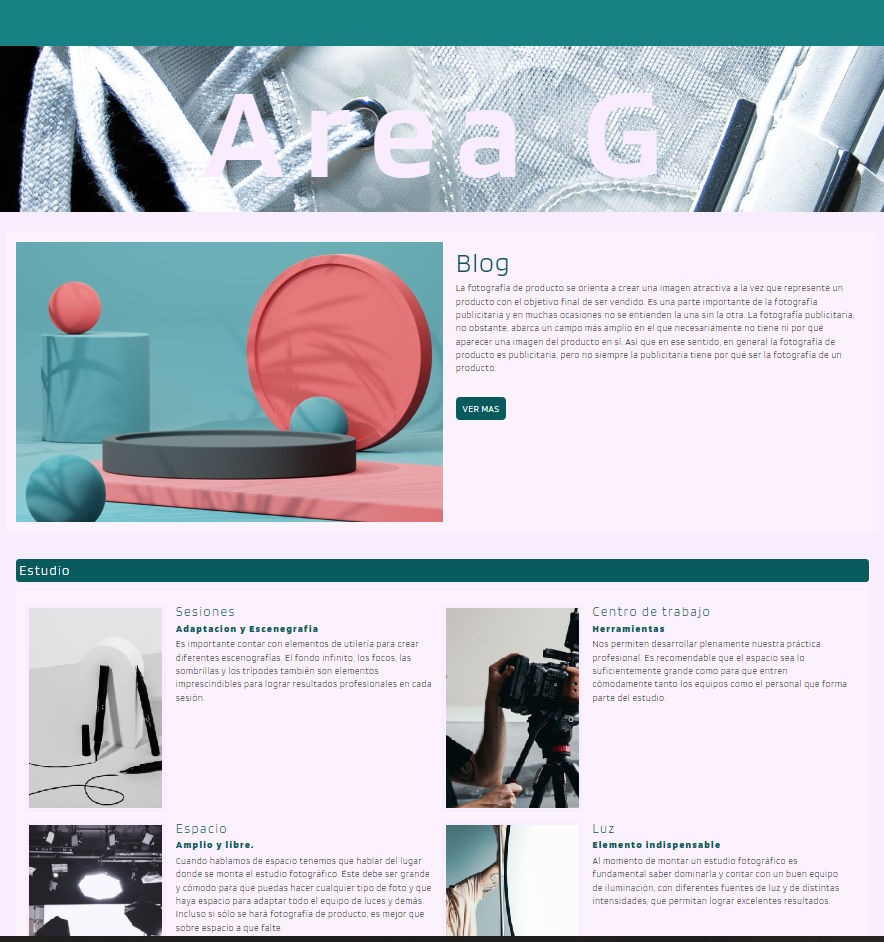 Area G
Blog
La fotografía de producto se orienta a crear una imagen atractiva a la vez que represente un
producto con el objetivo final de ser vendido. Es una parte importante de la fotografía
publicitaria y en muchas ocasiones no se entienden la una sin la otra. La fotografía publicitaria,
no obstante, abarca un campo más amplio en el que necesariamente no tiene ni por qué
aparecer una imagen del producto en sí. Así que en ese sentido, en general la fotografía de
producto es publicitaria, pero no siempre la publicitaria tiene por qué ser la fotografía de un
producto.
VER MAS
Estudio
Sesiones
Adaptacion y Escenegrafia
Es importante contar con elementos de utilería para crear
diferentes escenografías. El fondo infinito, los focos, las
sombrillas y los trípodes también son elementos
imprescindibles para lograr resultados profesionales en cada
sesión.
Centro de trabajo
Herramientas
Nos permiten desarrollar plenamente nuestra práctica
profesional. Es recomendable que el espacio sea lo
suficientemente grande como para que entren
cómodamente tanto los equipos como el personal que forma
parte del estudio.
Espacio
Amplio y libre.
Cuando hablamos de espacio tenemos que hablar del lugar
donde se monta el estudio fotográfico. Éste debe ser grande
y cómodo para que puedas hacer cualquier tipo de foto y que
haya espacio para adaptar todo el equipo de luces y demás.
Incluso si sólo se hará fotografía de producto, es mejor que
sobre espacio a que falte.
Luz
Elemento indispensable
Al momento de montar un estudio fotográfico es
fundamental saber dominarla y contar con un buen equipo
de iluminación, con diferentes fuentes de luz y de distintas
intensidades, que permitan lograr excelentes resultados.